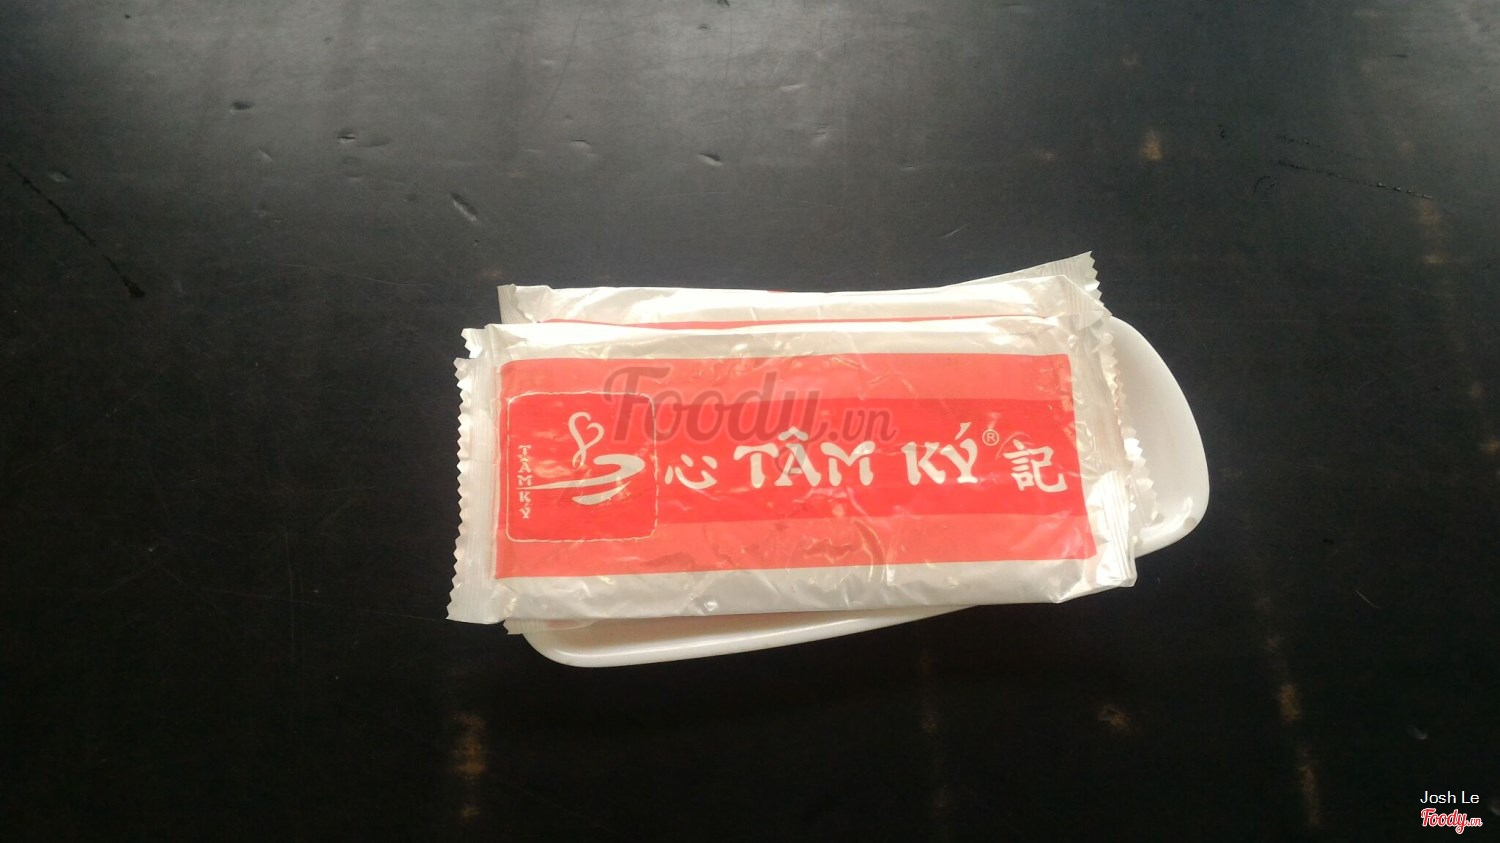 Foody.vn
TÂM KÝ
心 TÂM KÝ® 記
Josh Le
Foody.vn